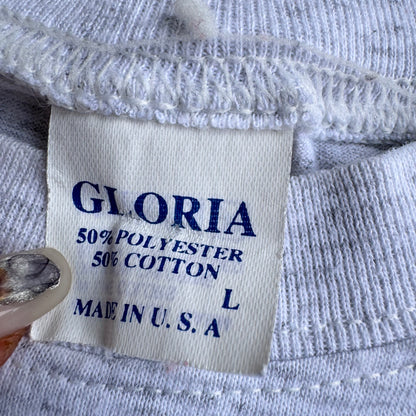 GLORIA
50% POLYESTER
50% COTTON
L
MADE IN U. S. A